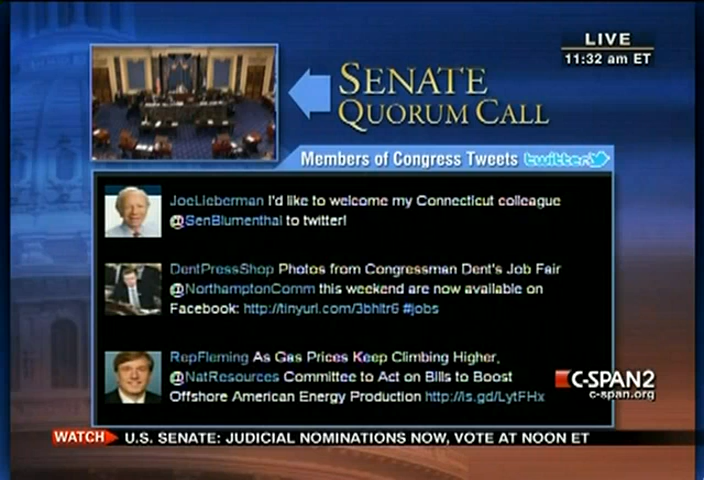 LIVE
11:32 am ET
SENATE
QUORUM CALL
Members of Congress Tweets twitter
JoeLieberman I'd like to welcome my Connecticut colleague
@SenBlumenthal to twitter!
DentPressShop Photos from Congressman Dent's Job Fair
@NorthamptonComm this weekend are now available on
Facebook: http://tinyurl.com/3bhltr6 #jobs
RepFleming As Gas Prices Keep Climbing Higher,
@NatResources Committee to Act on Bills to Boost
Offshore American Energy Production http://is.gd/LytFHx
C-SPAN2
c-span.org
WATCH U.S. SENATE: JUDICIAL NOMINATIONS NOW, VOTE AT NOON ET